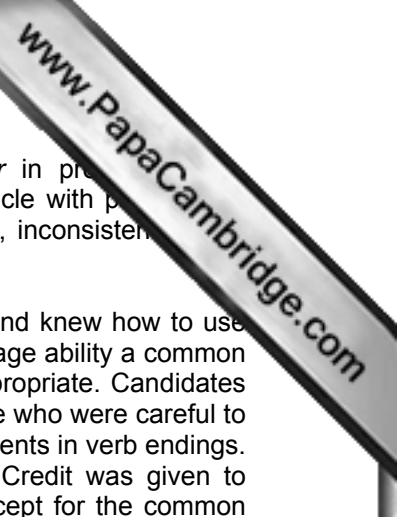 www.PapaCambridge.com
r in
cle with
, inconsisten
nd knew how to use
age ability a common
propriate. Candidates
e who were careful to
ents in verb endings.
Credit was given to
cept for the common